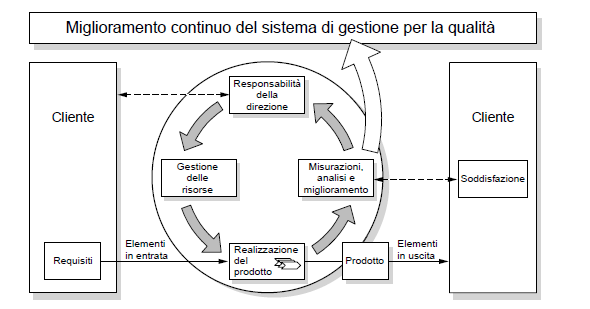 Miglioramento continuo del sistema di gestione per la qualità
Cliente
Requisiti
Elementi
in entrata
Responsabilità
della
direzione
Gestione
delle
risorse
Misurazioni,
analisi e
miglioramento
Realizzazione
del
prodotto
Prodotto
Elementi
in uscita
Cliente
Soddisfazione